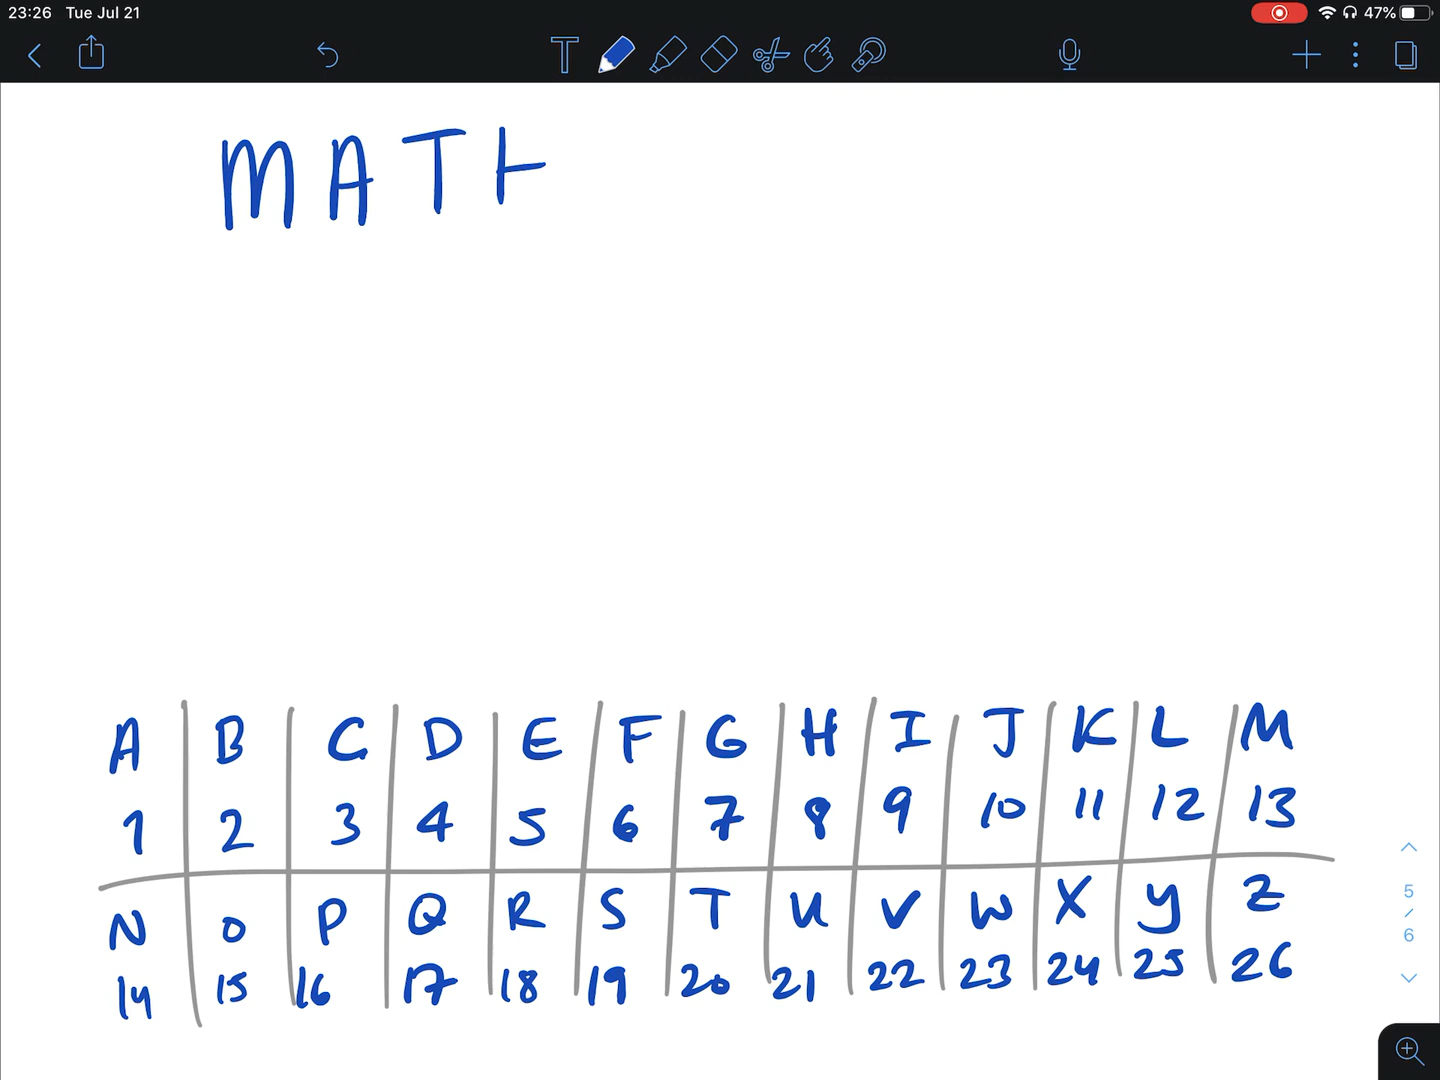 23:26 Tue Jul 21 47%
T
MAT
A B C D E F G H I J K L M
1 2 3 4 5 6 7 8 9 10 11 12 13
N O P Q R S T U V W X Y Z
14 15 16 17 18 19 20 21 22 23 24 25 26
5
/
6